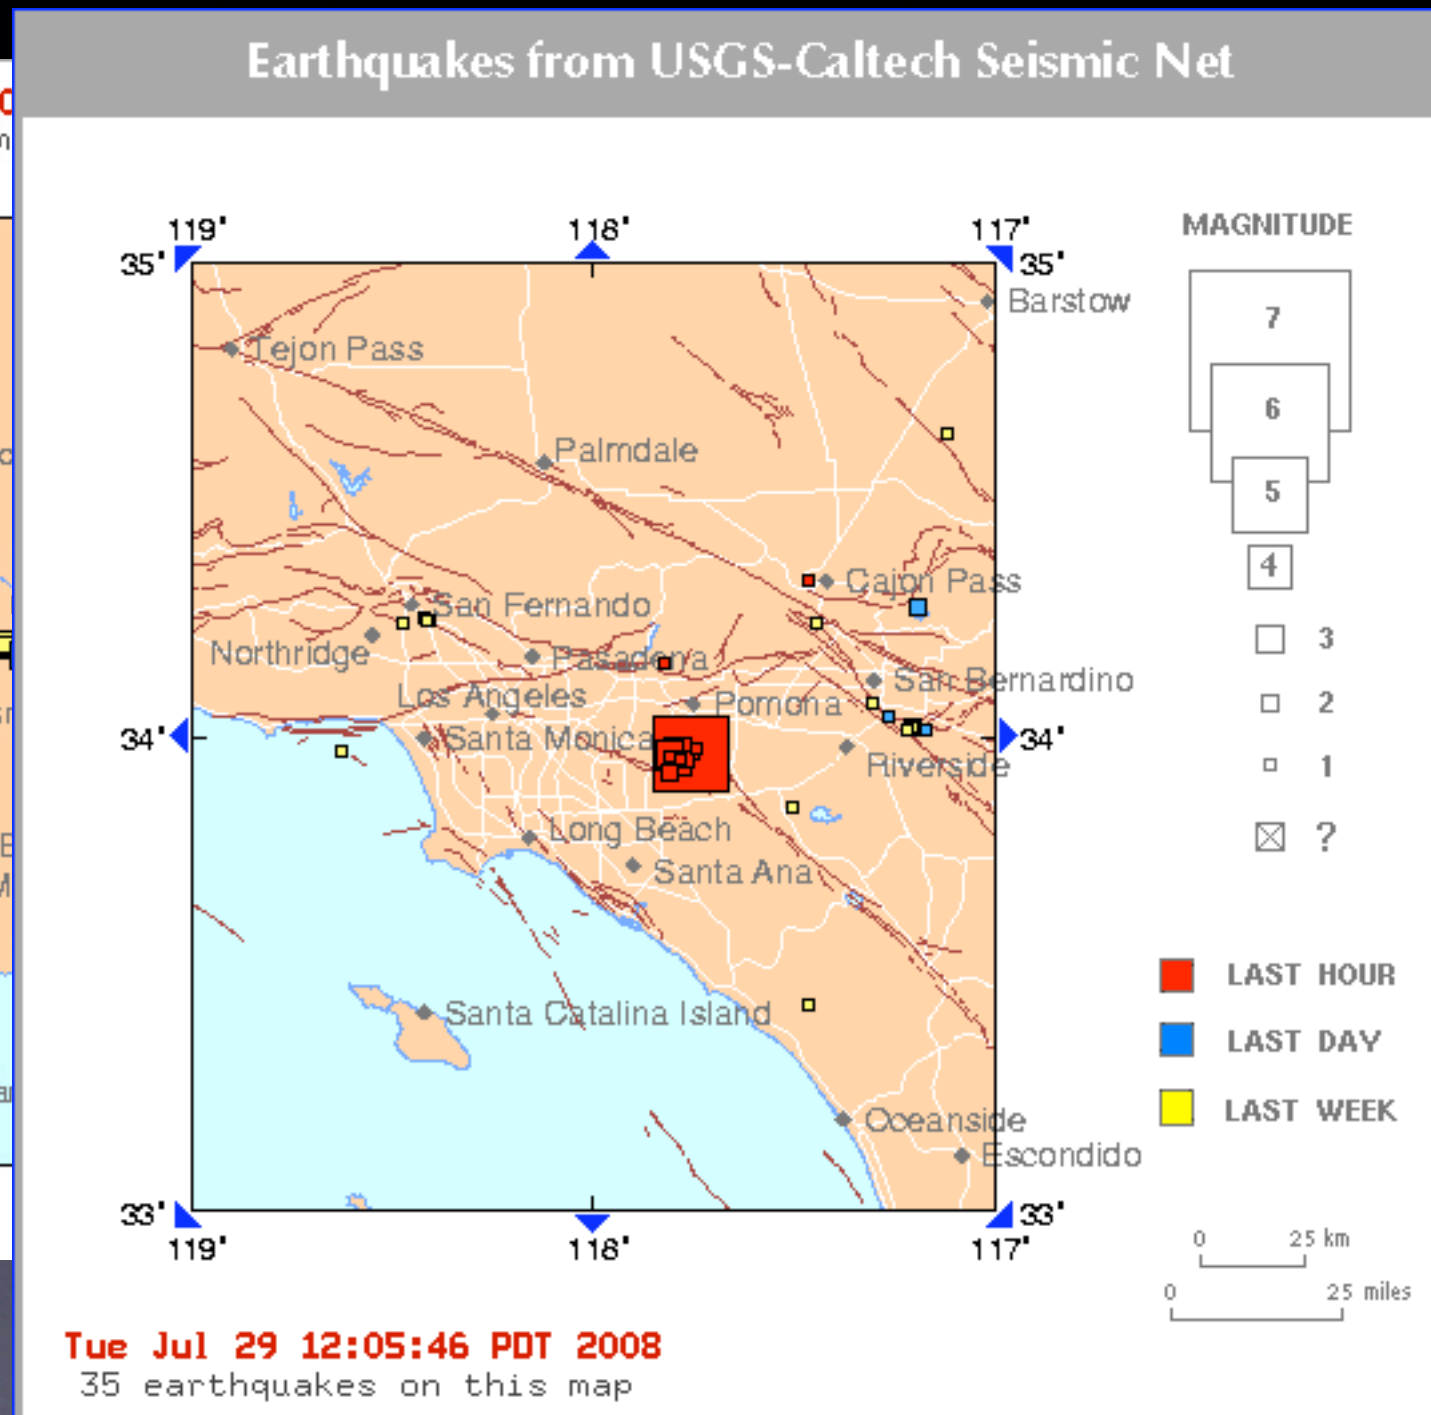 Earthquakes from USGS-Caltech Seismic Net
119° 118° 117°
35° 35°
MAGNITUDE
7
6
5
4
3
2
1
?
Barstow
Tejon Pass
Palmdale
Cajon Pass
San Fernando
Northridge
Pasadena
San Bernardino
Los Angeles
Pomona
34° 34°
Santa Monica
Riverside
Long Beach
Santa Ana
LAST HOUR
Santa Catalina Island
LAST DAY
LAST WEEK
Oceanside
Escondido
33° 33°
119° 118° 117°
0 25 km
0 25 miles
Tue Jul 29 12:05:46 PDT 2008
35 earthquakes on this map